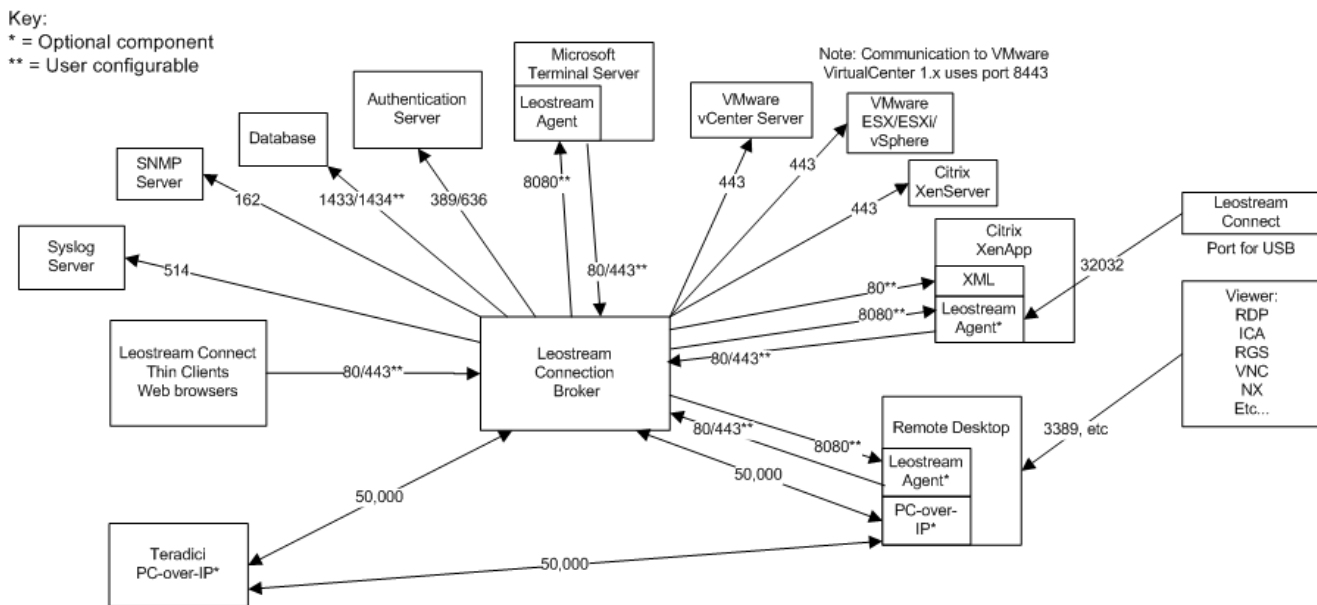 Key:
* = Optional component
** = User configurable
Microsoft
Terminal Server
Leostream
Agent
Note: Communication to VMware
VirtualCenter 1.x uses port 8443
Authentication
Server
VMware
vCenter Server
VMware
ESX/ESXi/
vSphere
Database
SNMP
Server
Citrix
XenServer
Syslog
Server
162
1433/1434**
389/636
8080**
80/443**
443
443
443
514
Citrix
XenApp
XML
Leostream
Agent*
Leostream
Connect
Port for USB
32032
80**
8080**
80/443**
Leostream Connect
Thin Clients
Web browsers
80/443**
Leostream
Connection
Broker
Viewer:
RDP
ICA
RGS
VNC
NX
Etc...
3389, etc
Remote Desktop
Leostream
Agent*
PC-over-
IP*
80/443**
8080**
50,000
50,000
Teradici
PC-over-IP*
50,000